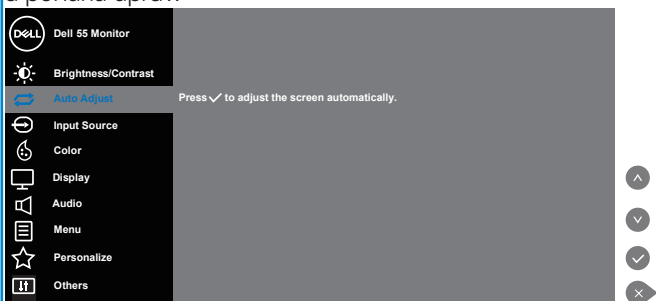 DELL
Dell 55 Monitor
Brightness/Contrast
Auto Adjust
Press ✓ to adjust the screen automatically.
Input Source
Color
Display
Audio
Menu
Personalize
Others